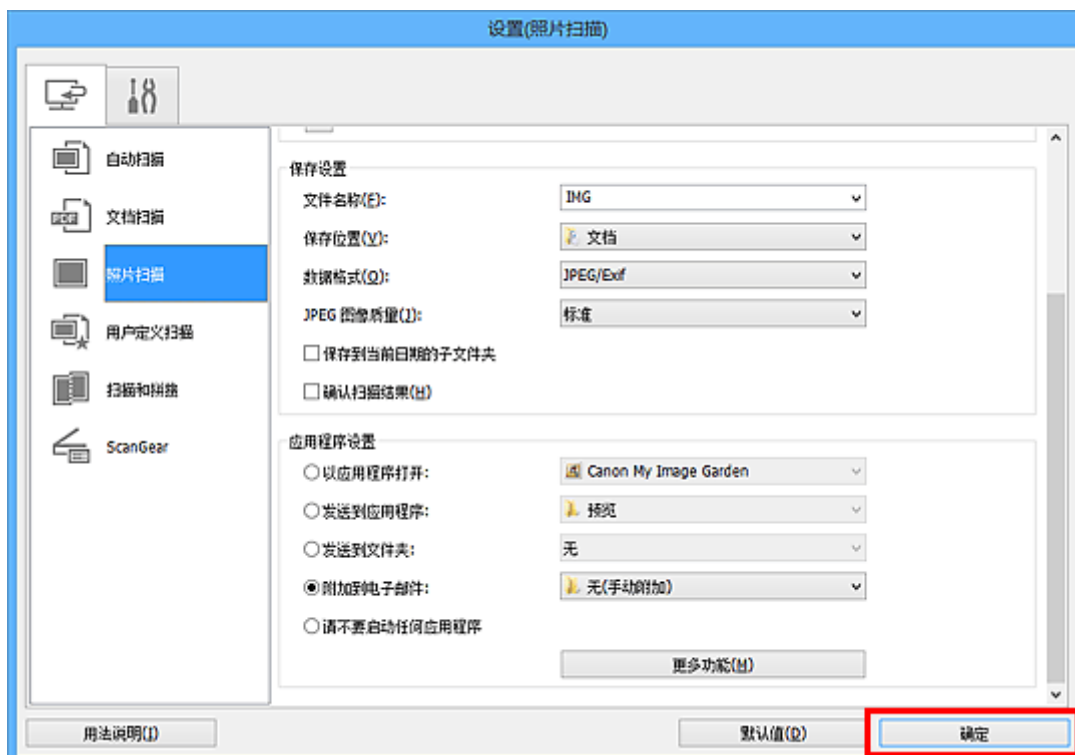 设置(照片扫描)
自动扫描
文档扫描
照片扫描
用户定义扫描
扫描和拼接
ScanGear
保存设置
文件名称(F): IMG
保存位置(V): 文档
数据格式(O): JPEG/Exif
JPEG 图像质量(J): 标准
保存到当前日期的子文件夹
确认扫描结果(H)
应用程序设置
以应用程序打开: Canon My Image Garden
发送到应用程序: 预览
发送到文件夹: 无
附加到电子邮件: 无(手动附加)
请不要启动任何应用程序
更多功能(M)
用法说明(I) 默认值(D) 确定